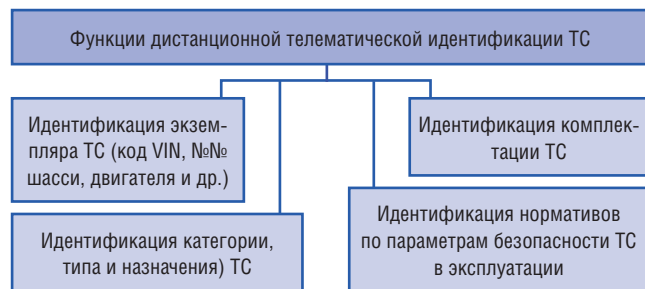 Функции дистанционной телематической идентификации ТС
Идентификация экзем-
пляра ТС (код VIN, №№
шасси, двигателя и др.)
Идентификация комплек-
тации ТС
Идентификация категории,
типа и назначения) ТС
Идентификация нормативов
по параметрам безопасности ТС
в эксплуатации